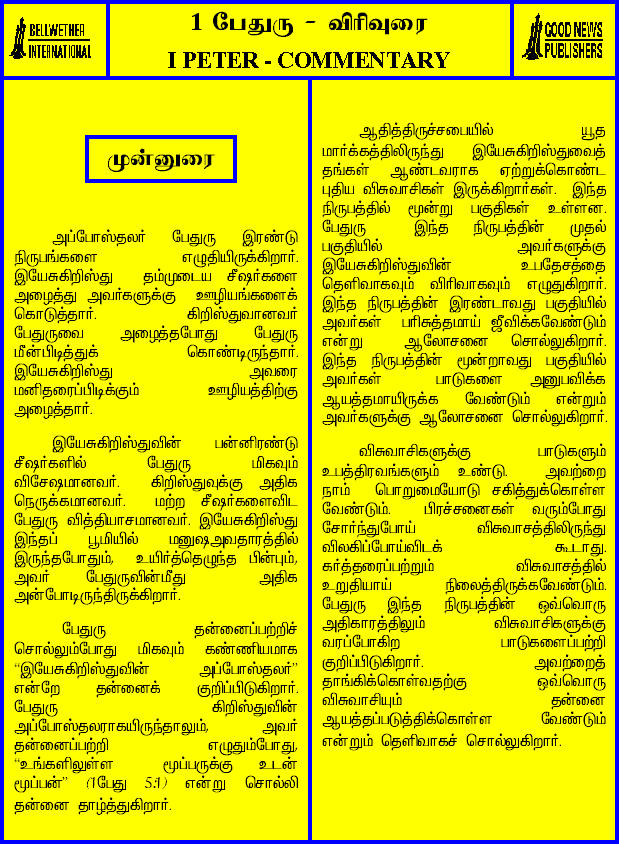 BELLWETHER
INTERNATIONAL
1 பேதுரு - விரிவுரை
I PETER - COMMENTARY
GOOD NEWS
PUBLISHERS
முன்னுரை
அப்போஸ்தலர் பேதுரு இரண்டு
நிருபங்களை எழுதியிருக்கிறார்.
இயேசுகிறிஸ்து தம்முடைய சீஷர்களை
அழைத்து அவர்களுக்கு ஊழியங்களைக்
கொடுத்தார். கிறிஸ்துவானவர்
பேதுருவை அழைத்தபோது பேதுரு
மீன்பிடித்துக் கொண்டிருந்தார்.
இயேசுகிறிஸ்து அவரை
மனிதரைப்பிடிக்கும் ஊழியத்திற்கு
அழைத்தார்.
இயேசுகிறிஸ்துவின் பன்னிரண்டு
சீஷர்களில் பேதுரு மிகவும்
விசேஷமானவர். கிறிஸ்துவுக்கு அதிக
நெருக்கமானவர். மற்ற சீஷர்களைவிட
பேதுரு வித்தியாசமானவர். இயேசுகிறிஸ்து
இந்தப் பூமியில் மனுஷஅவதாரத்தில்
இருந்தபோதும், உயிர்த்தெழுந்த பின்பும்,
அவர் பேதுருவின்மீது அதிக
அன்போடிருந்திருக்கிறார்.
பேதுரு தன்னைப்பற்றிச்
சொல்லும்போது மிகவும் கண்ணியமாக
“இயேசுகிறிஸ்துவின் அப்போஸ்தலர்”
என்றே தன்னைக் குறிப்பிடுகிறார்.
பேதுரு கிறிஸ்துவின்
அப்போஸ்தலராகயிருந்தாலும், அவர்
தன்னைப்பற்றி எழுதும்போது,
“உங்களிலுள்ள மூப்பருக்கு உடன்
மூப்பன்” (1பேது 5:1) என்று சொல்லி
தன்னை தாழ்த்துகிறார்.
ஆதித்திருச்சபையில் யூத
மார்க்கத்திலிருந்து இயேசுகிறிஸ்துவைத்
தங்கள் ஆண்டவராக ஏற்றுக்கொண்ட
புதிய விசுவாசிகள் இருக்கிறார்கள். இந்த
நிருபத்தில் மூன்று பகுதிகள் உள்ளன.
பேதுரு இந்த நிருபத்தின் முதல்
பகுதியில் அவர்களுக்கு
இயேசுகிறிஸ்துவின் உபதேசத்தை
தெளிவாகவும் விரிவாகவும் எழுதுகிறார்.
இந்த நிருபத்தின் இரண்டாவது பகுதியில்
அவர்கள் பரிசுத்தமாய் ஜீவிக்கவேண்டும்
என்று ஆலோசனை சொல்லுகிறார்.
இந்த நிருபத்தின் மூன்றாவது பகுதியில்
அவர்கள் பாடுகளை அனுபவிக்க
ஆயத்தமாயிருக்க வேண்டும் என்றும்
அவர்களுக்கு ஆலோசனை சொல்லுகிறார்.
விசுவாசிகளுக்கு பாடுகளும்
உபத்திரவங்களும் உண்டு. அவற்றை
நாம் பொறுமையோடு சகித்துக்கொள்ள
வேண்டும். பிரச்சனைகள் வரும்போது
சோர்ந்துபோய் விசுவாசத்திலிருந்து
விலகிப்போய்விடக் கூடாது.
கர்த்தரைப்பற்றும் விசுவாசத்தில்
உறுதியாய் நிலைத்திருக்கவேண்டும்.
பேதுரு இந்த நிருபத்தின் ஒவ்வொரு
அதிகாரத்திலும் விசுவாசிகளுக்கு
வரப்போகிற பாடுகளைப்பற்றி
குறிப்பிடுகிறார். அவற்றைத்
தாங்கிக்கொள்வதற்கு ஒவ்வொரு
விசுவாசியும் தன்னை
ஆயத்தப்படுத்திக்கொள்ள வேண்டும்
என்றும் தெளிவாகச் சொல்லுகிறார்.